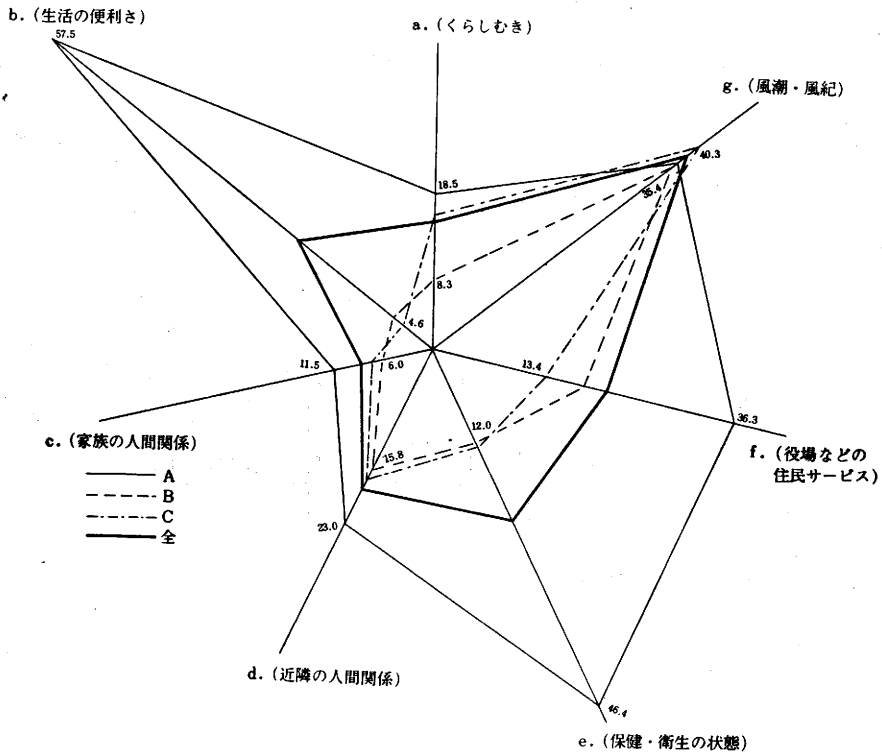 b. (生活の便利さ)
57.5
a. (くらしむき)
g. (風潮・風紀)
40.3
35.4
18.5
8.3
4.6
11.5
6.0
13.4
36.3
c. (家族の人間関係)
12.0
f. (役場などの
住民サービス)
15.8
A
B
C
全
23.0
d. (近隣の人間関係)
46.4
e. (保健・衛生の状態)